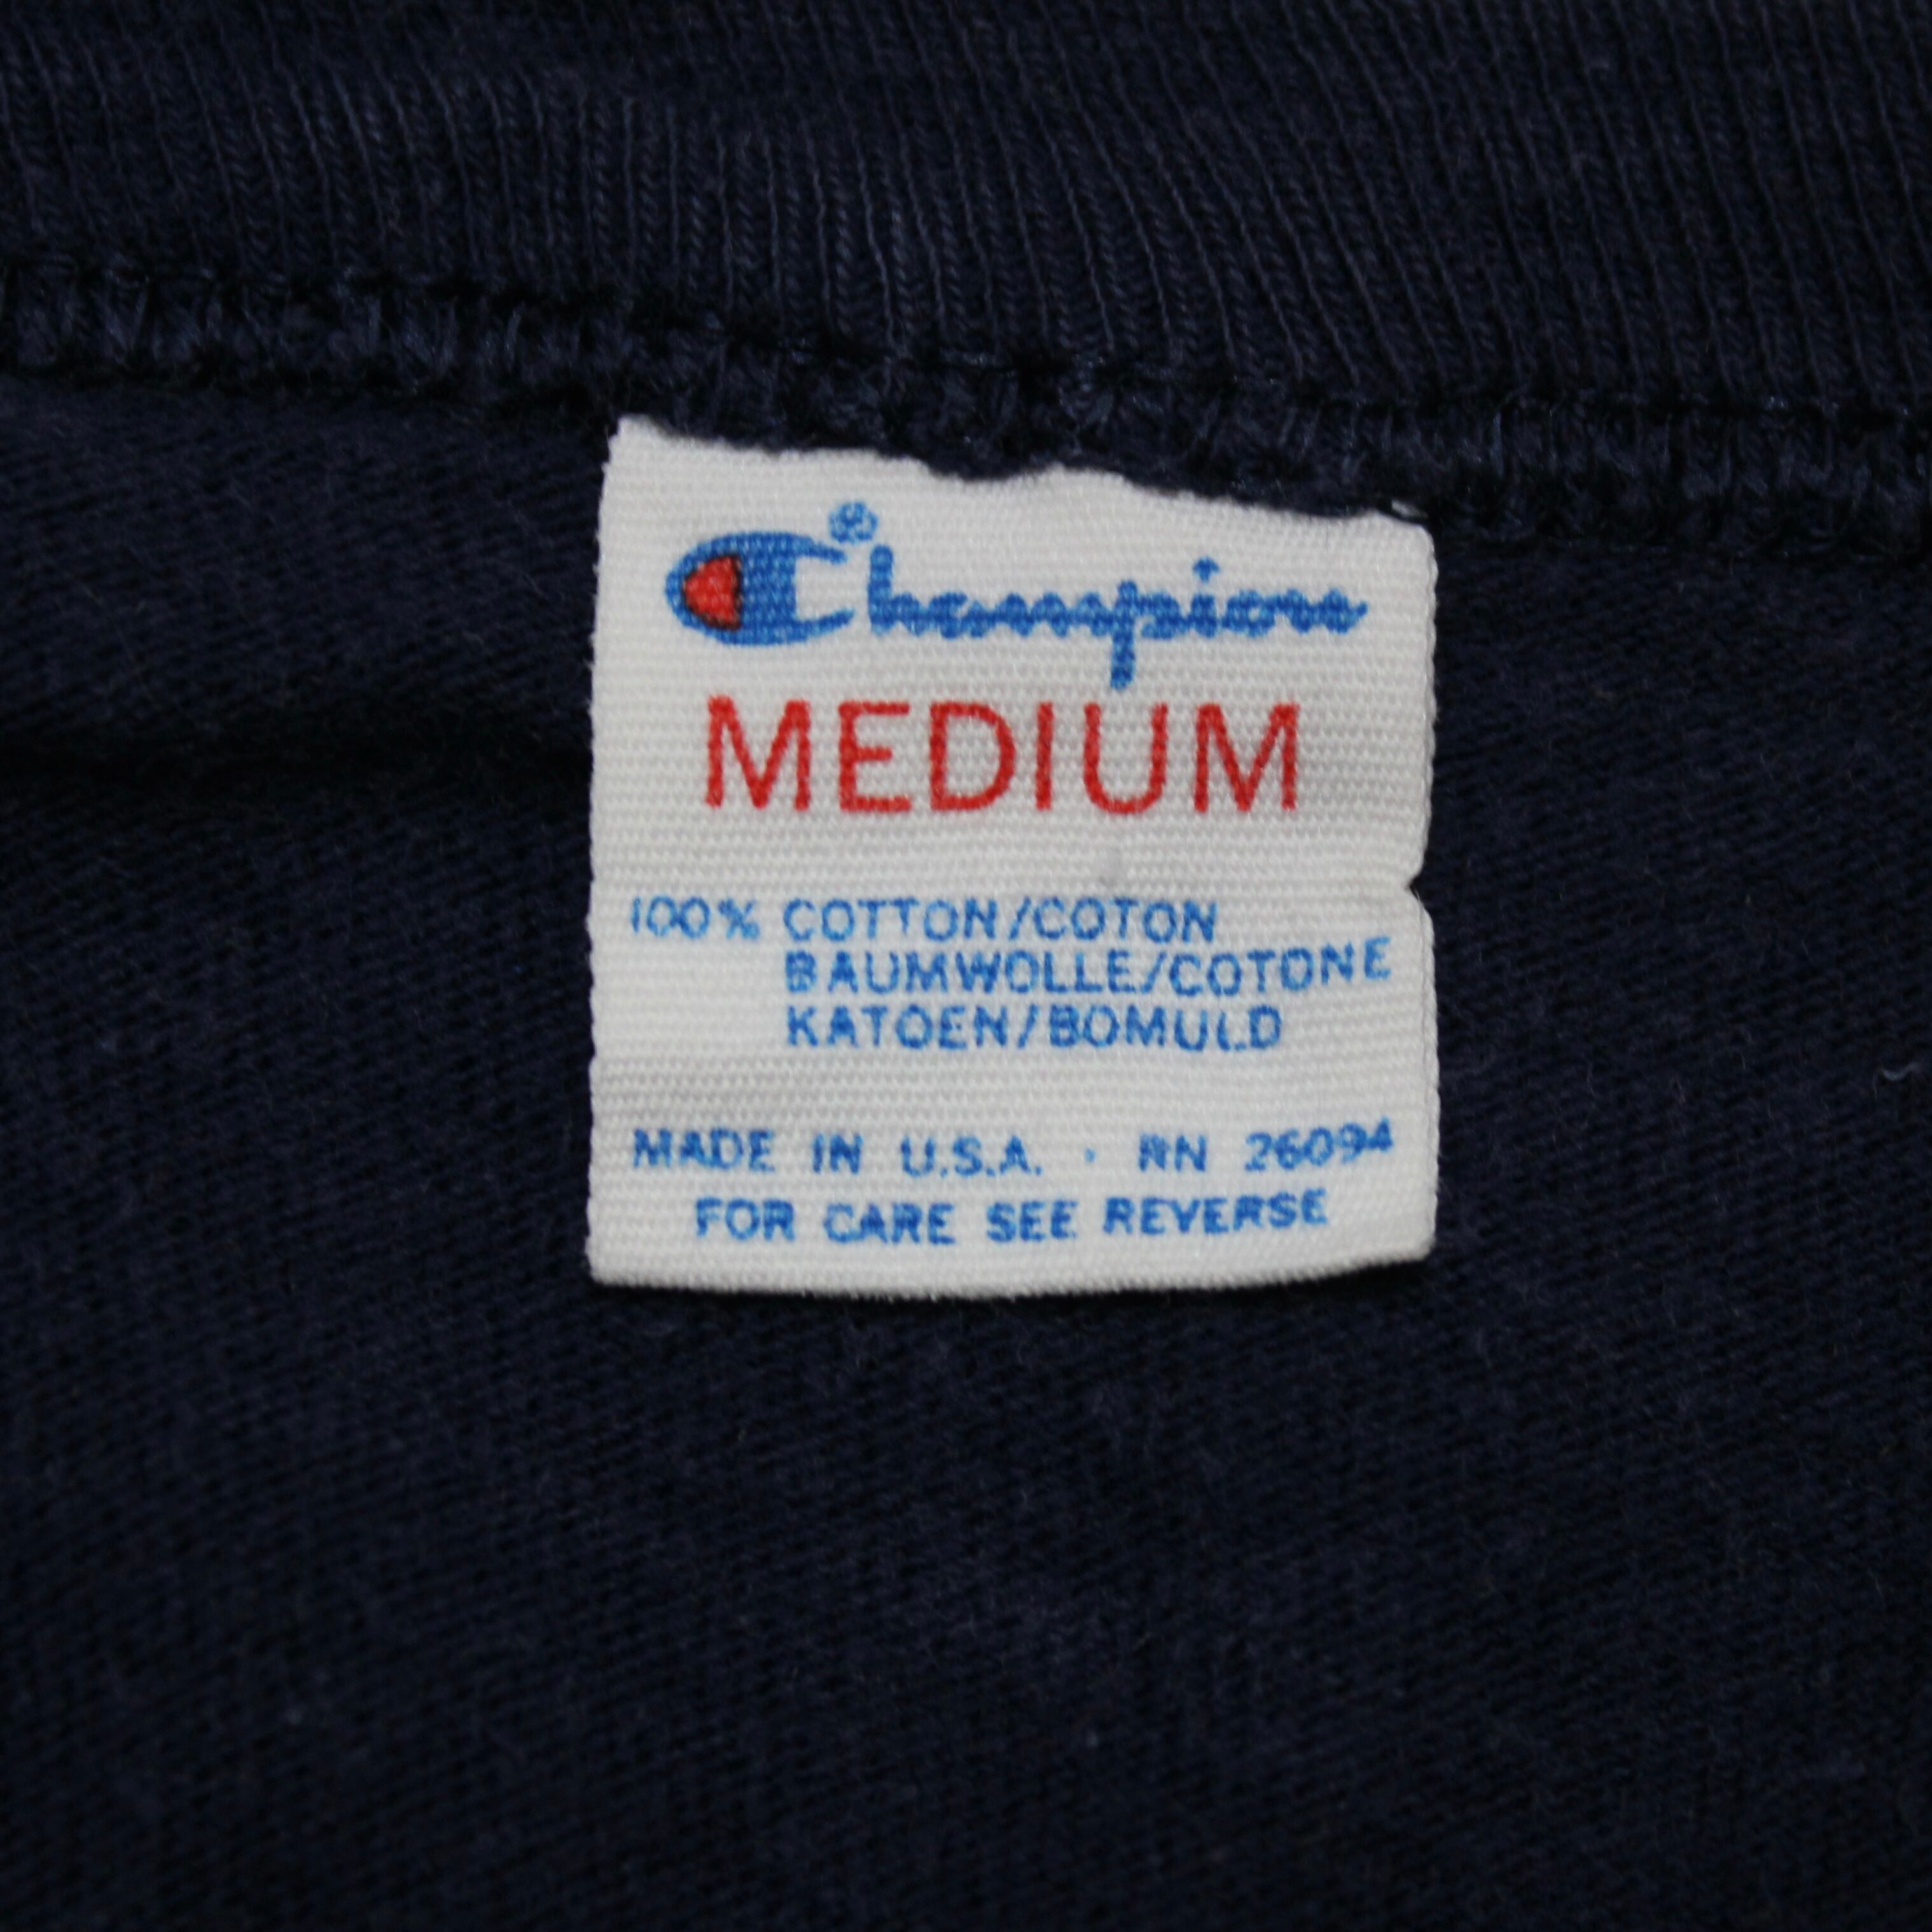 Champion®
MEDIUM
100% COTTON/COTON
BAUMWOLLE/COTONE
KATOEN/BOMULD
MADE IN U.S.A. · RN 26094
FOR CARE SEE REVERSE